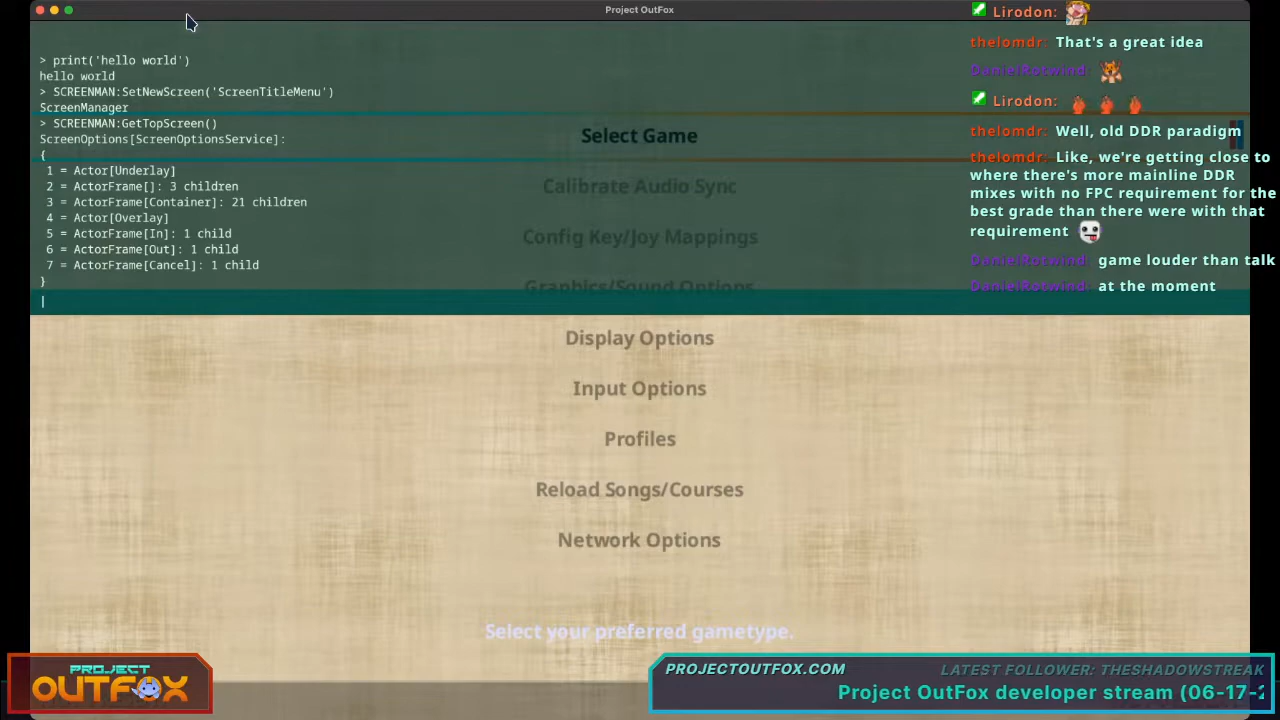 Project OutFox
> print('hello world')
hello world
> SCREENMAN:SetNewScreen('ScreenTitleMenu')
ScreenManager
> SCREENMAN:GetTopScreen()
ScreenOptions[ScreenOptionsService]:
{
1 = Actor[Underlay]
2 = ActorFrame[]: 3 children
3 = ActorFrame[Container]: 21 children
4 = Actor[Overlay]
5 = ActorFrame[In]: 1 child
6 = ActorFrame[Out]: 1 child
7 = ActorFrame[Cancel]: 1 child
}
Select Game
Calibrate Audio Sync
Config Key/Joy Mappings
Graphics/Sound Options
Display Options
Input Options
Profiles
Reload Songs/Courses
Network Options
Select your preferred gametype.
Lirodon:
thelomdr: That's a great idea
DanielRotwind:
Lirodon:
thelomdr: Well, old DDR paradigm
thelomdr: Like, we're getting close to
where there's more mainline DDR
mixes with no FPC requirement for the
best grade than there were with that
requirement
DanielRotwind: game louder than talk
DanielRotwind: at the moment
PROJECT
OUTFOX
PROJECTOUTFOX.COM
LATEST FOLLOWER: THESHADOWSTREAK
Project OutFox developer stream (06-17-2